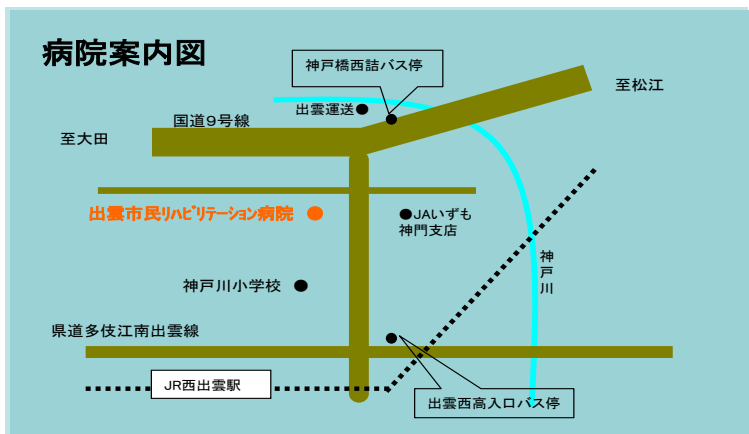 病院案内図
神戸橋西詰バス停
至松江
出雲運送
国道9号線
至大田
出雲市民リハビリテーション病院
JAいずも
神門支店
神戸川
神戸川小学校
県道多伎江南出雲線
JR西出雲駅
出雲西高入口バス停